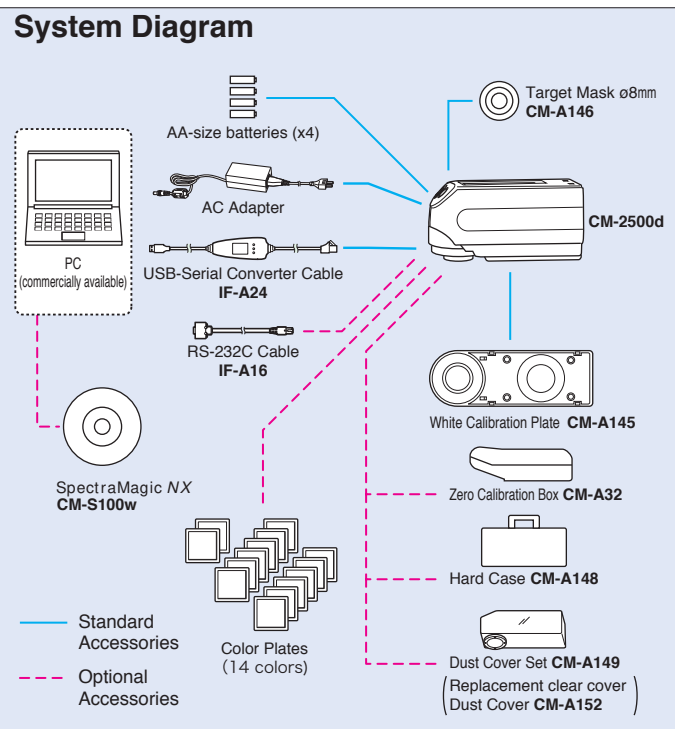 System Diagram
AA-size batteries (x4)
Target Mask ø8mm
CM-A146
AC Adapter
CM-2500d
PC
(commercially available)
USB-Serial Converter Cable
IF-A24
RS-232C Cable
IF-A16
White Calibration Plate CM-A145
SpectraMagic NX
CM-S100w
Zero Calibration Box CM-A32
Hard Case CM-A148
Color Plates
(14 colors)
Dust Cover Set CM-A149
(Replacement clear cover
Dust Cover CM-A152)
Standard
Accessories
Optional
Accessories